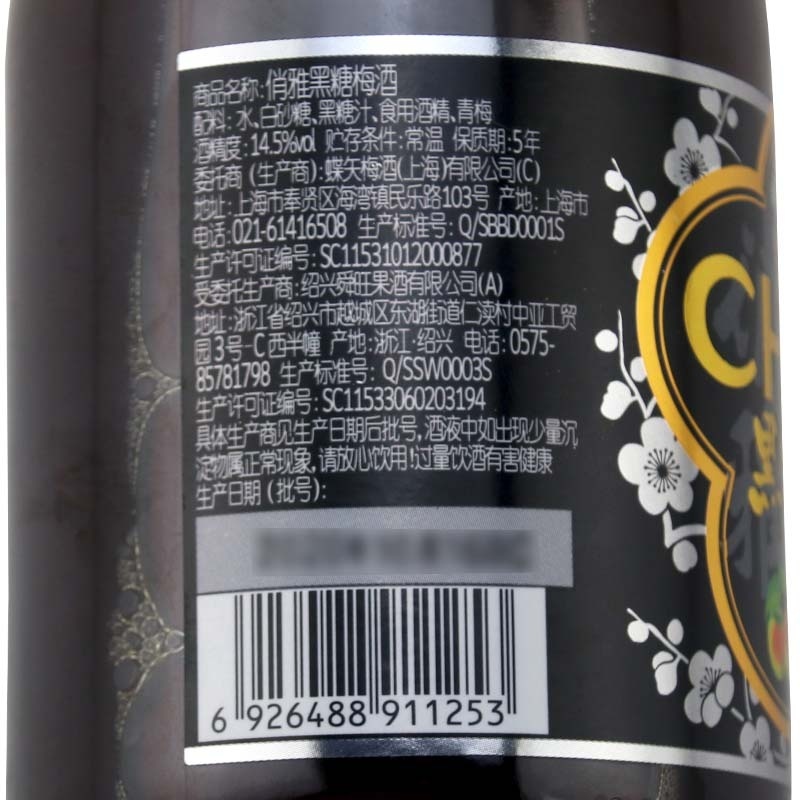 商品名称:俏雅黑糖梅酒
配料:水、白砂糖、黑糖汁、食用酒精、青梅
酒精度:14.5%vol 贮存条件:常温 保质期:5年
委托商(生产商):蝶矢梅酒(上海)有限公司(C)
地址:上海市奉贤区海湾镇民乐路103号 产地:上海市
电话:021-61416508 生产标准号:Q/SBBD0001S
生产许可证编号:SC11531012000877
受委托生产商:绍兴舜旺果酒有限公司(A)
地址:浙江省绍兴市越城区东湖街道仁渎村中亚工贸
园3号-C西半幢 产地:浙江·绍兴 电话:0575-
85781798 生产标准号:Q/SSW0003S
生产许可证编号:SC11533060203194
具体生产商见生产日期后批号,酒液中如出现少量沉
淀物属正常现象,请放心饮用!过量饮酒有害健康
生产日期(批号):
6 926488 911253
CH